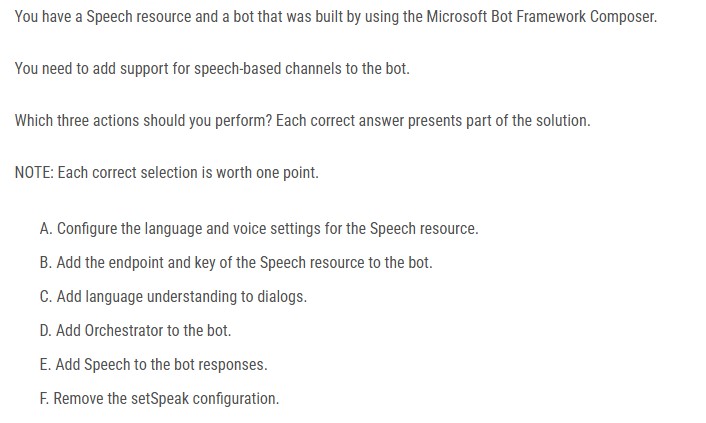 You have a Speech resource and a bot that was built by using the Microsoft Bot Framework Composer.
You need to add support for speech-based channels to the bot.
Which three actions should you perform? Each correct answer presents part of the solution.
NOTE: Each correct selection is worth one point.
A. Configure the language and voice settings for the Speech resource.
B. Add the endpoint and key of the Speech resource to the bot.
C. Add language understanding to dialogs.
D. Add Orchestrator to the bot.
E. Add Speech to the bot responses.
F. Remove the setSpeak configuration.